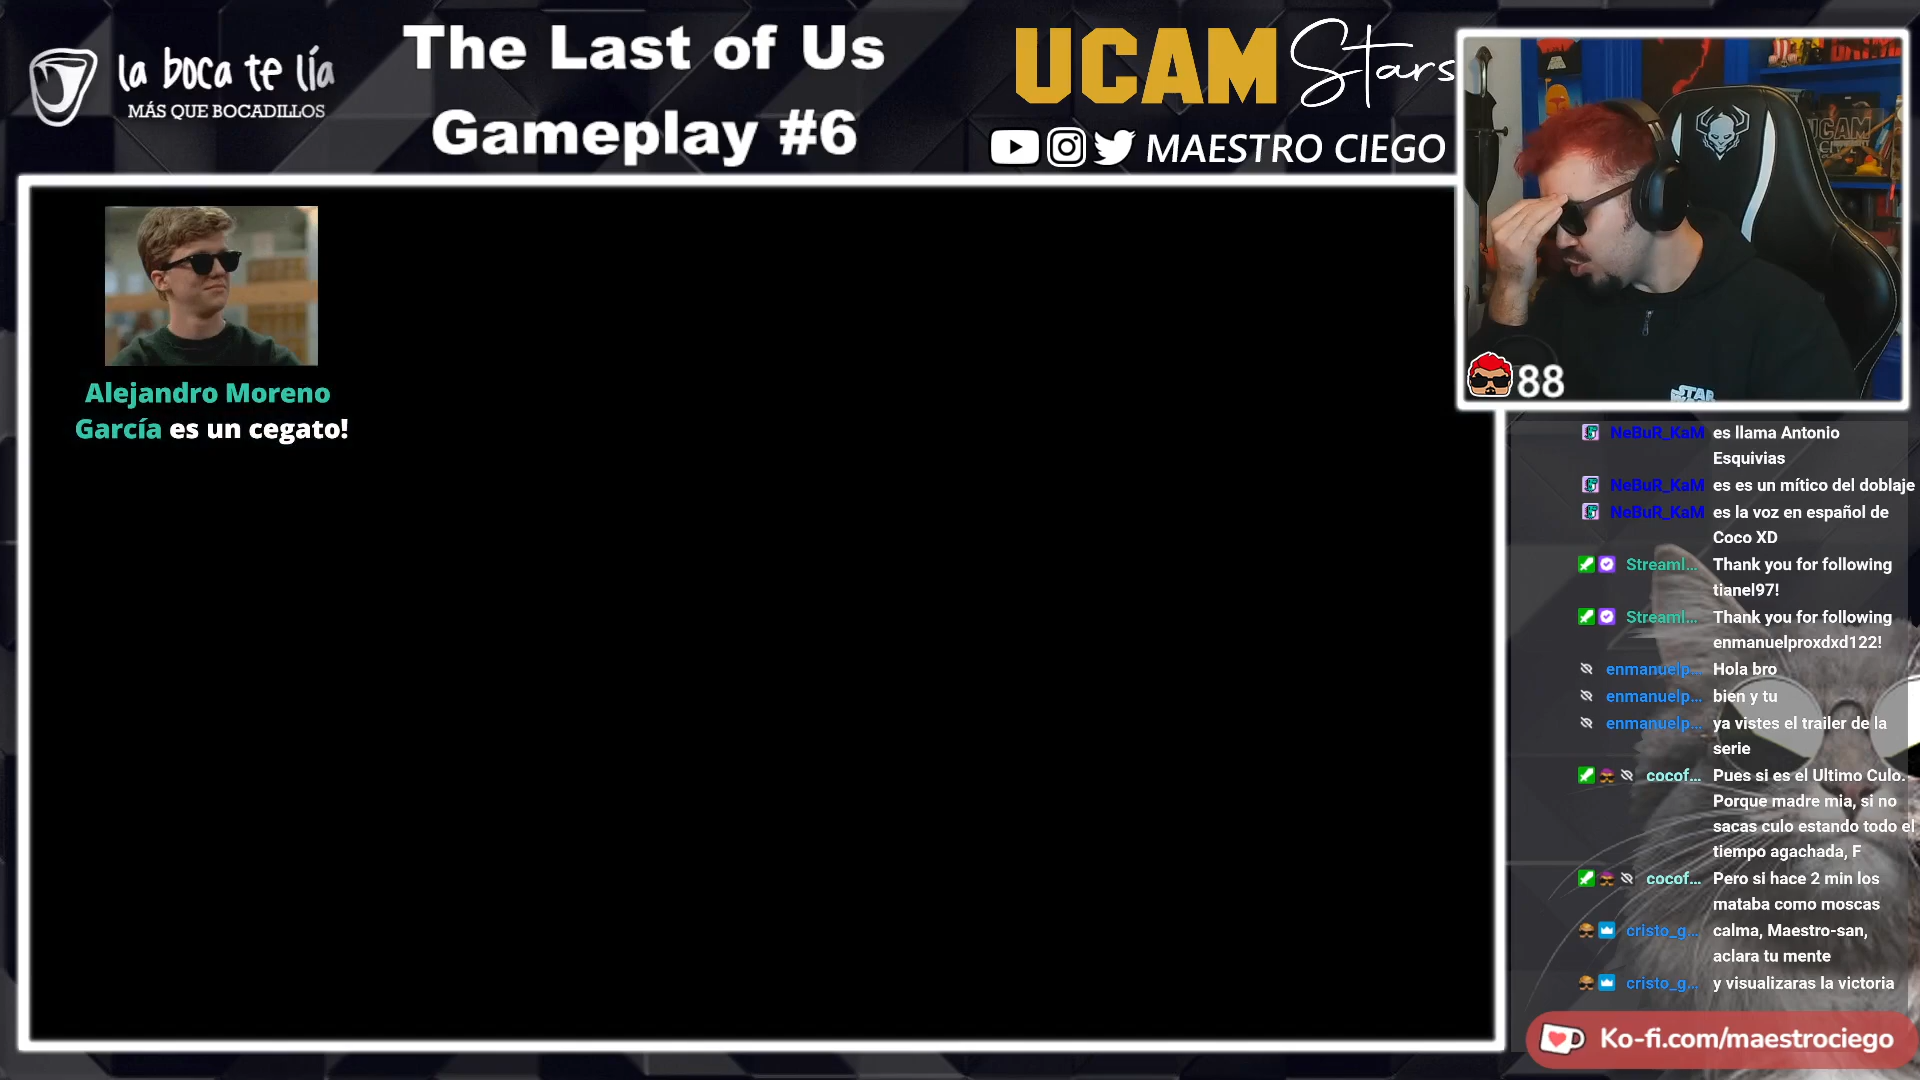 la boca te lía
MÁS QUE BOCADILLOS
The Last of Us
Gameplay #6
UCAM Stars
MAESTRO CIEGO
UCAM
Alejandro Moreno
García es un cegato!
88
STAR
NeBuR_KaM es llama Antonio
Esquivias
NeBuR_KaM es es un mítico del doblaje
NeBuR_KaM es la voz en español de
Coco XD
Streaml... Thank you for following
tianel97!
Streaml... Thank you for following
enmanuelproxdxd122!
enmanuelp... Hola bro
enmanuelp... bien y tu
enmanuelp... ya vistes el trailer de la
serie
cocof... Pues si es el Ultimo Culo.
Porque madre mia, si no
sacas culo estando todo el
tiempo agachada, F
cocof... Pero si hace 2 min los
mataba como moscas
cristo_g... calma, Maestro-san,
aclara tu mente
cristo_g... y visualizaras la victoria
Ko-fi.com/maestrociego